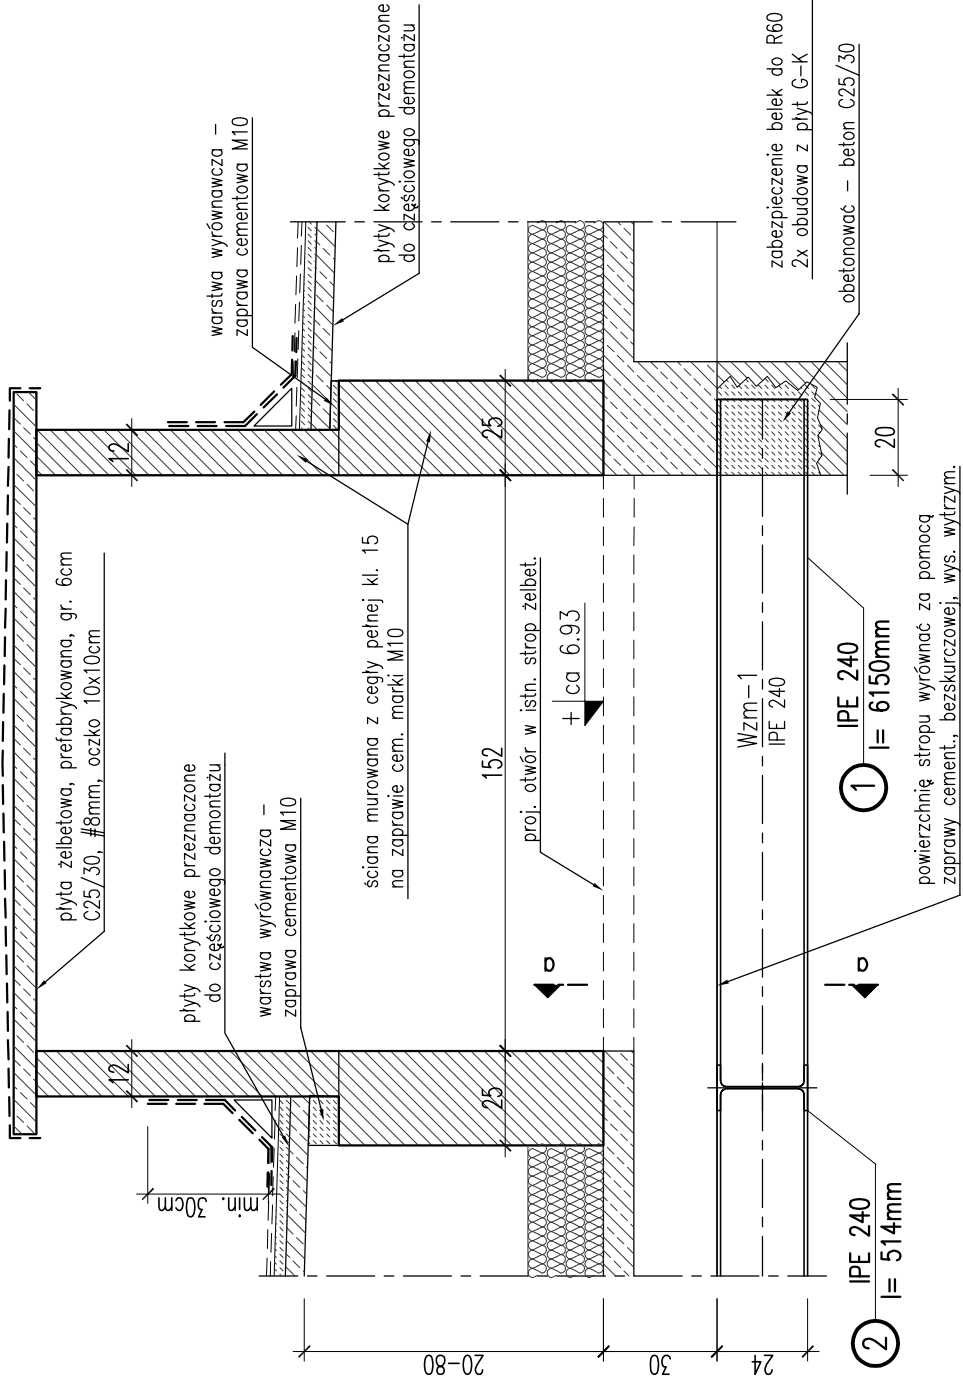 płyta żelbetowa, prefabrykowana, gr. 6cm
C25/30, #8mm, oczko 10x10cm
płyty korytkowe przeznaczone
do częściowego demontażu
warstwa wyrównawcza –
zaprawa cementowa M10
warstwa wyrównawcza –
zaprawa cementowa M10
płyty korytkowe przeznaczone
do częściowego demontażu
ściana murowana z cegły pełnej kl. 15
na zaprawie cem. marki M10
12
12
min. 30cm
25
152
25
proj. otwór w istn. strop żelbet.
+ ca 6.93
a
a
Wzm–1
IPE 240
zabezpieczenie belek do R60
2x obudowa z płyt G–K
obetonować – beton C25/30
20
1
IPE 240
l= 6150mm
2
IPE 240
l= 514mm
powierzchnię stropu wyrównać za pomocą
zaprawy cement., bezskurczowej, wys. wytrzym.
20-80
30
24